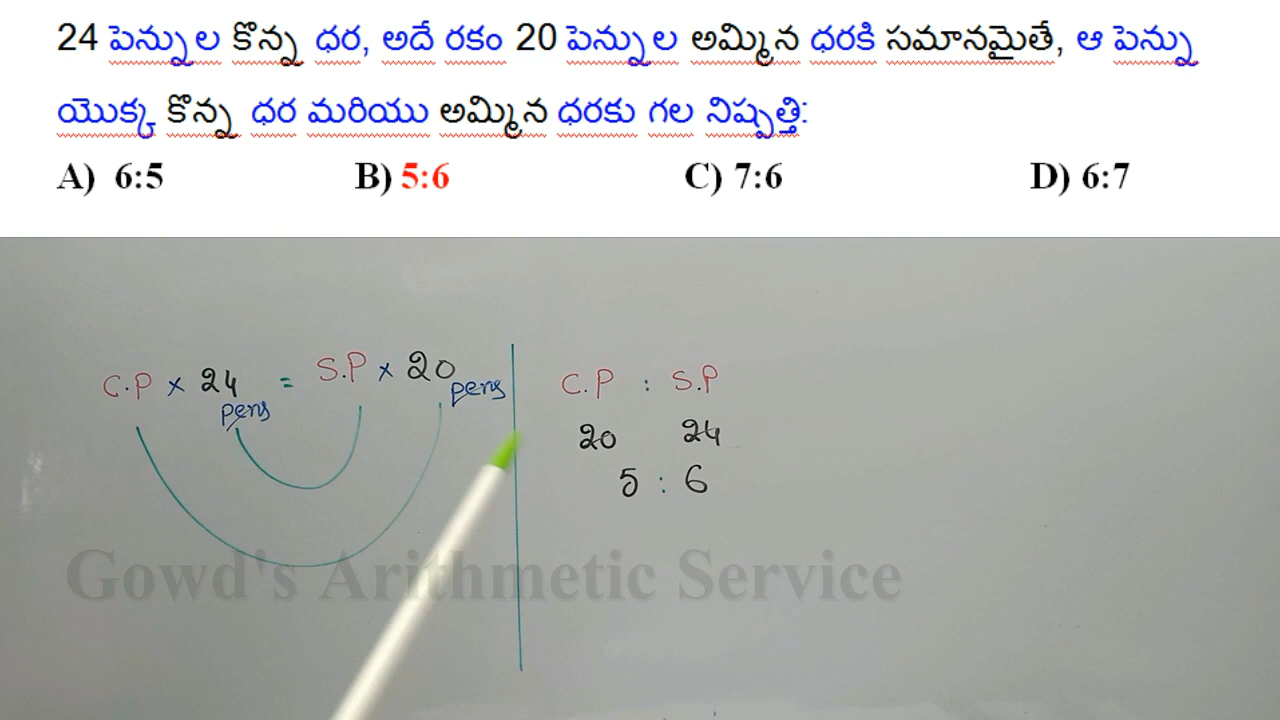 24 పెన్నుల కొన్న ధర, అదే రకం 20 పెన్నుల అమ్మిన ధరకి సమానమైతే, ఆ పెన్ను
యొక్క కొన్న ధర మరియు అమ్మిన ధరకు గల నిష్పత్తి:
A) 6:5 B) 5:6 C) 7:6 D) 6:7
C.P × 24 pens = S.P × 20 pens
C.P : S.P
20 24
5 : 6
Gowd's Arithmetic Service